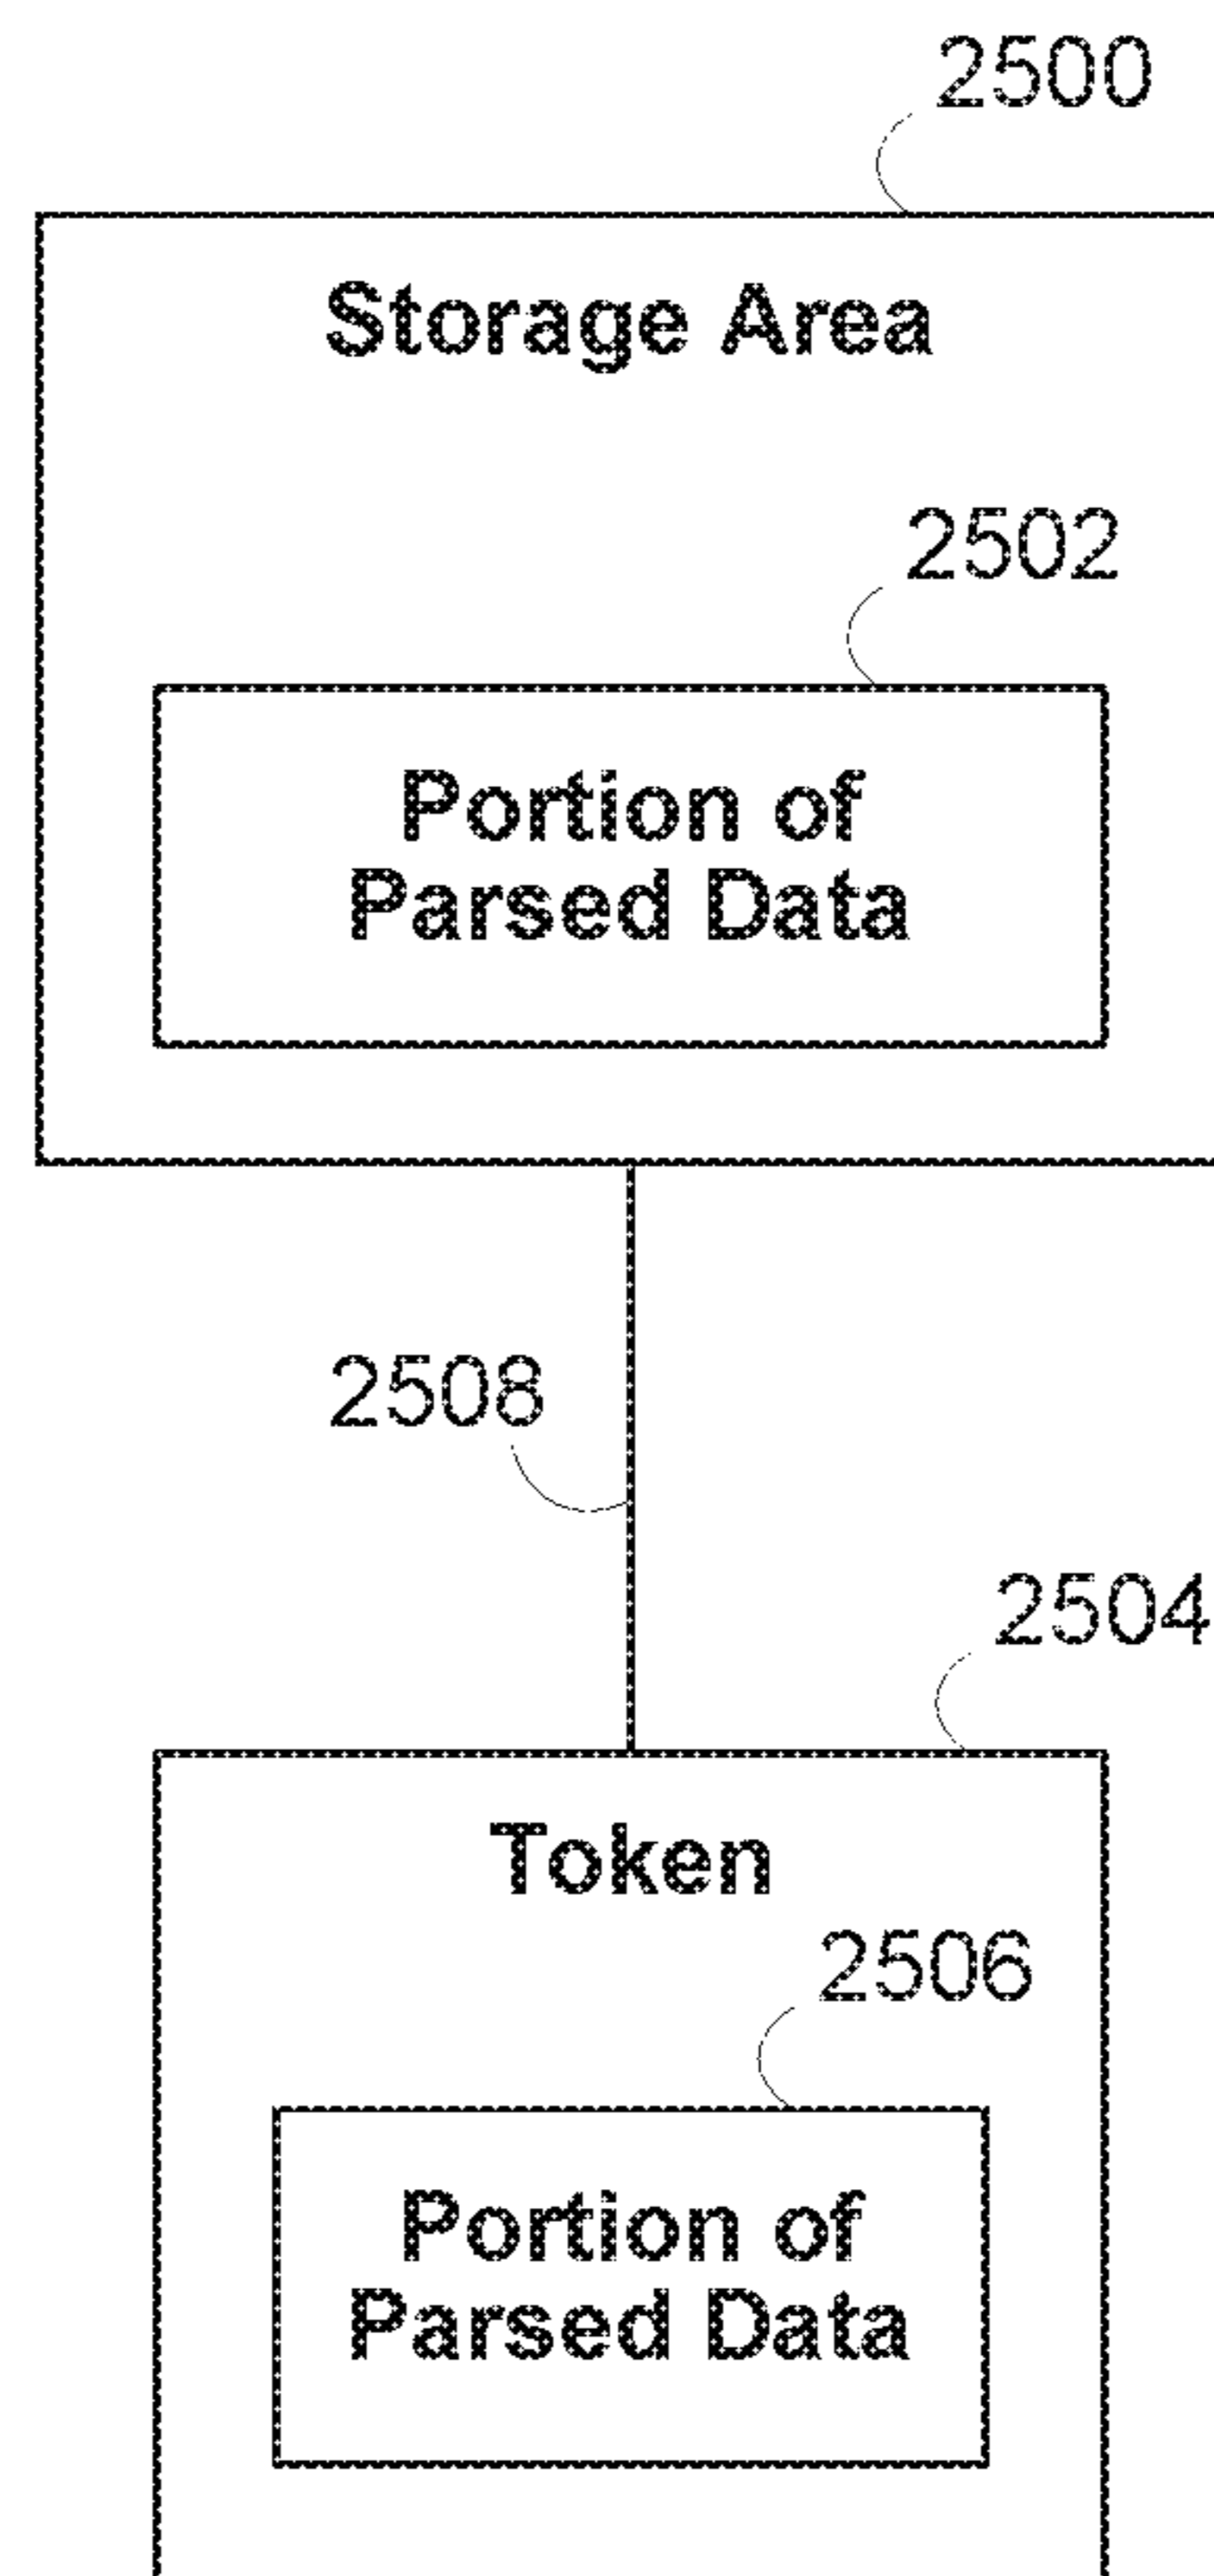 2500
Storage Area
2502
Portion of
Parsed Data
2508
2504
Token
2506
Portion of
Parsed Data